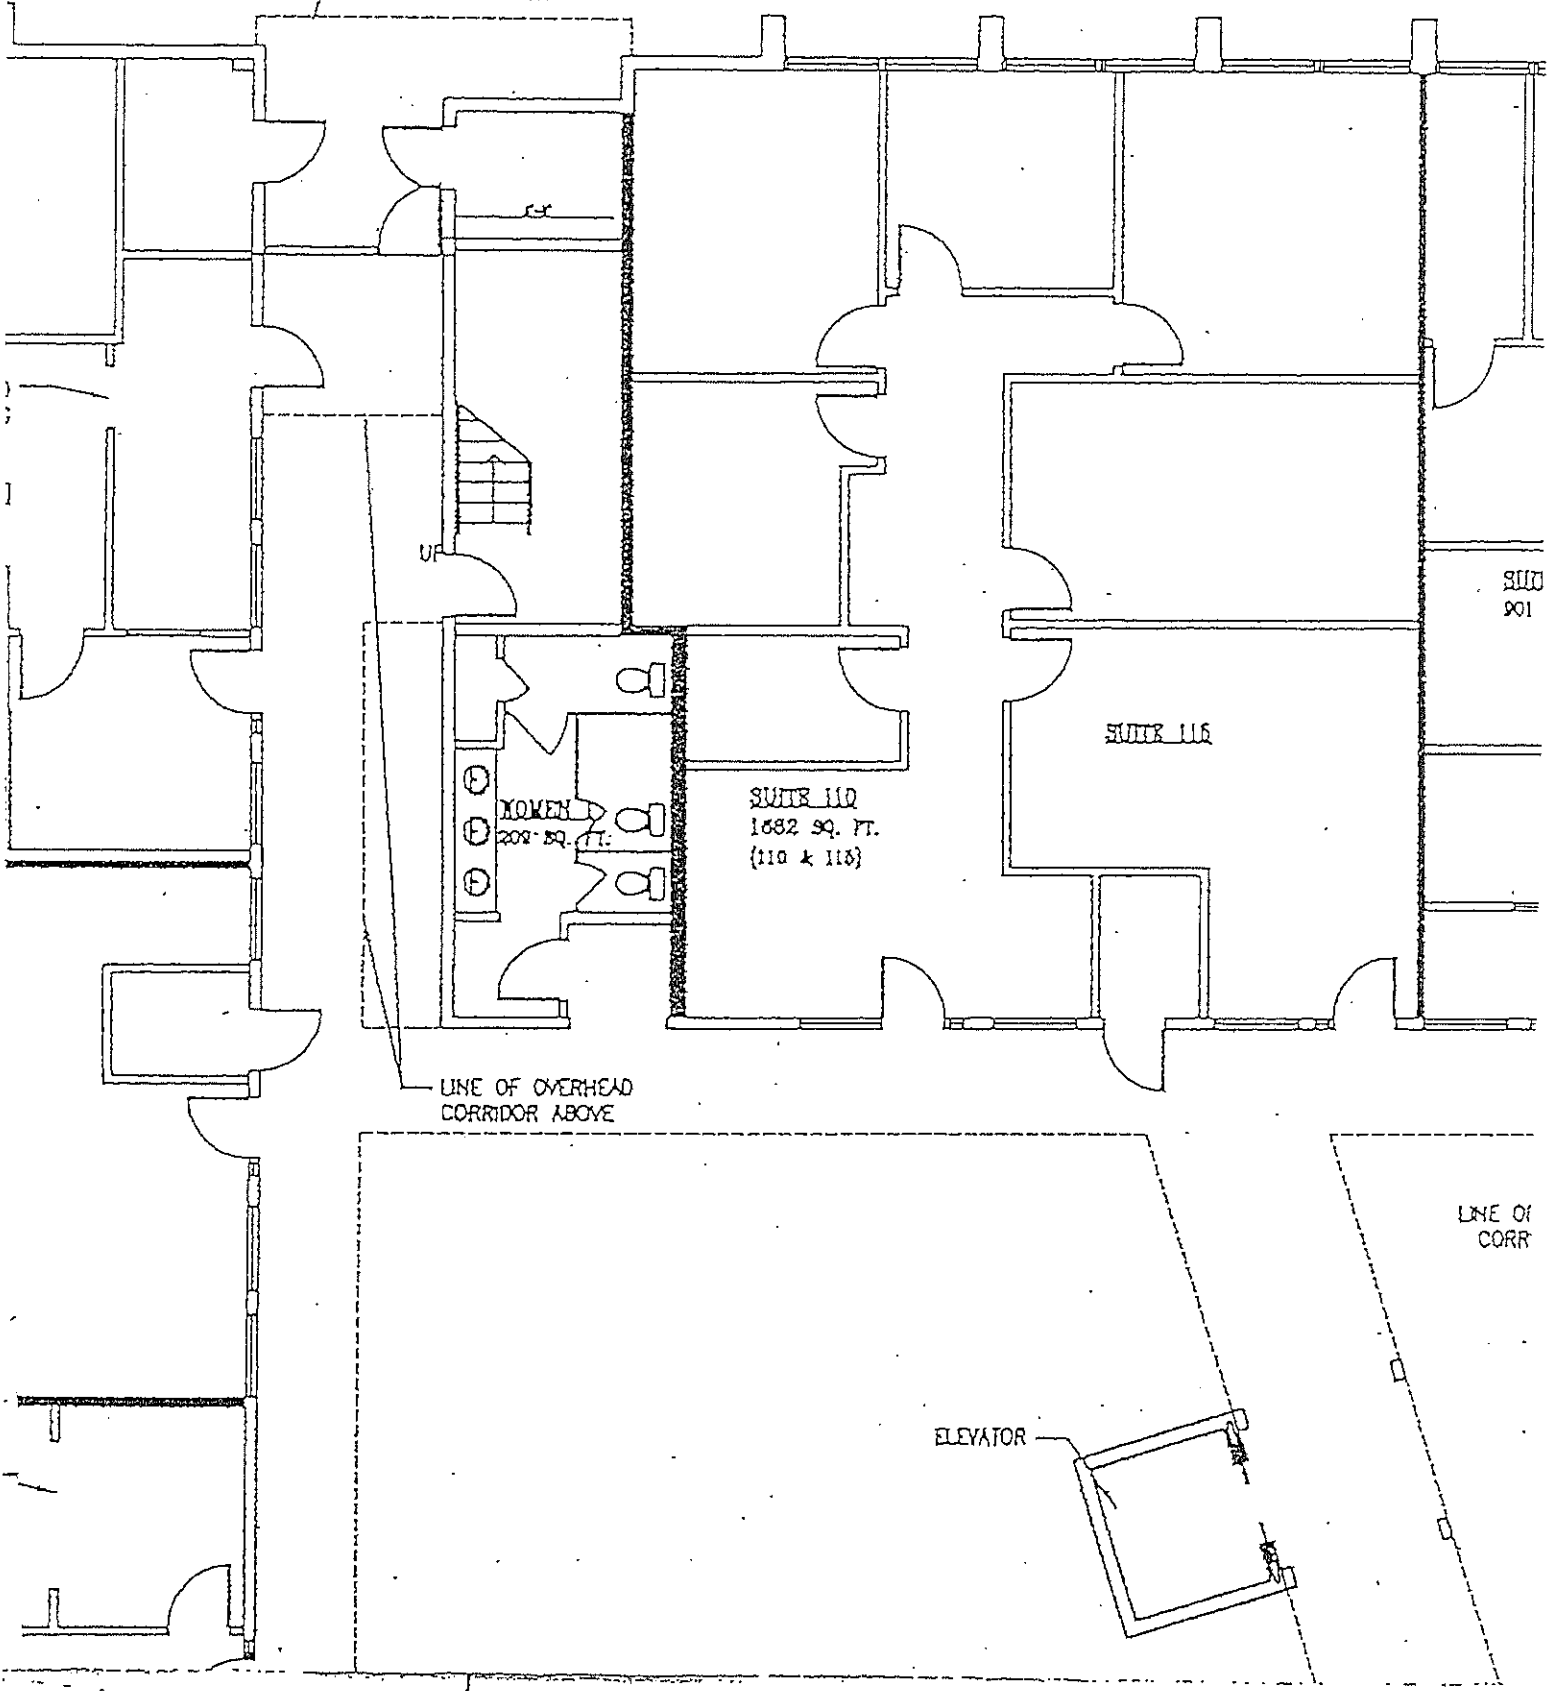 UP
SUITE 115
WOMEN
208 SQ. FT.
SUITE 110
1682 SQ. FT.
(110 & 115)
901
LINE OF OVERHEAD
CORRIDOR ABOVE
LINE OF
CORR
ELEVATOR